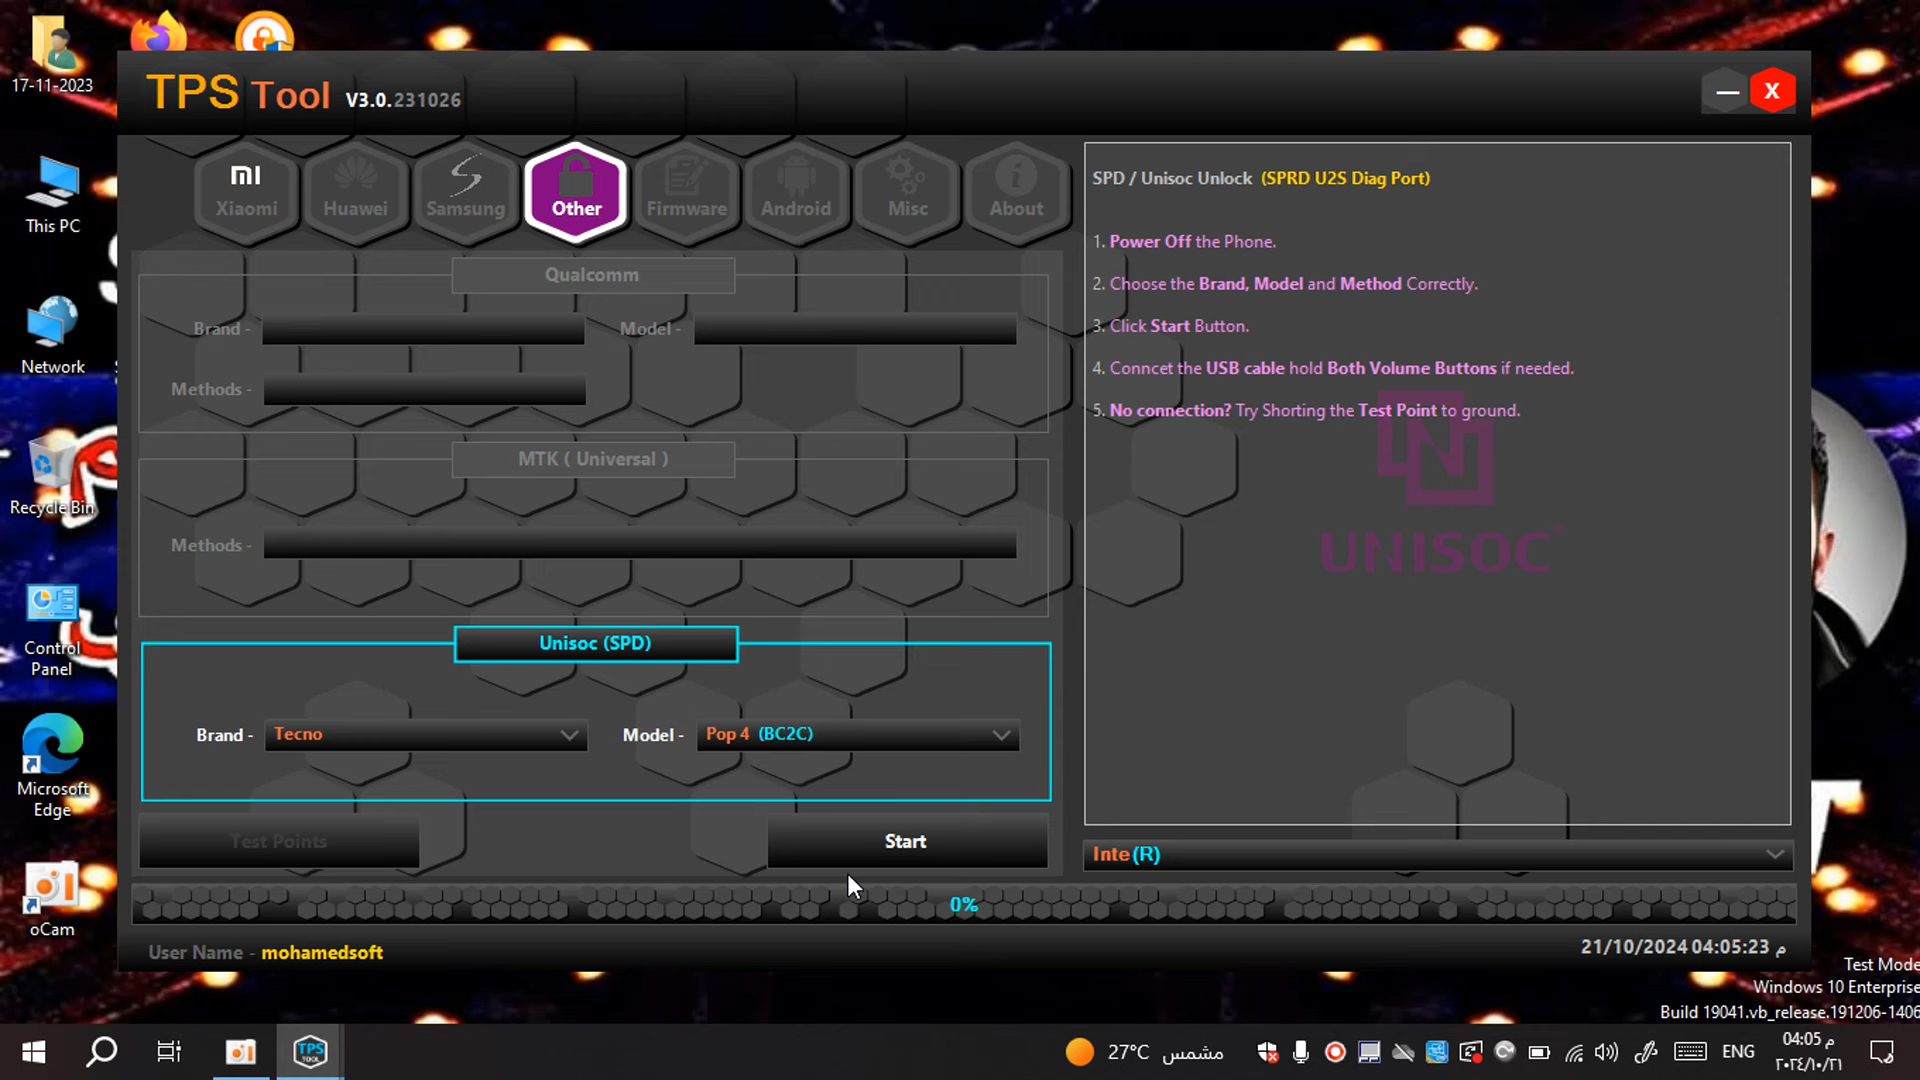 17-11-2023
This PC
Network
Recycle Bin
Control
Panel
Microsoft
Edge
oCam
TPS Tool V3.0.231026
X
MI
Xiaomi
Huawei
Samsung
Other
Firmware
Android
Misc
About
Qualcomm
Brand -
Model -
Methods -
MTK ( Universal )
Methods -
Unisoc (SPD)
Brand - Tecno
Model - Pop 4 (BC2C)
Test Points
Start
SPD / Unisoc Unlock (SPRD U2S Diag Port)
1. Power Off the Phone.
2. Choose the Brand, Model and Method Correctly.
3. Click Start Button.
4. Conncet the USB cable hold Both Volume Buttons if needed.
5. No connection? Try Shorting the Test Point to ground.
UNISOC
Inte(R)
0%
User Name - mohamedsoft
21/10/2024 04:05:23 م
Test Mode
Windows 10 Enterprise
Build 19041.vb_release.191206-1406
TPS
TOOL
27°C مشمس
ENG
04:05 م
٢٠٢٤/١٠/٢١